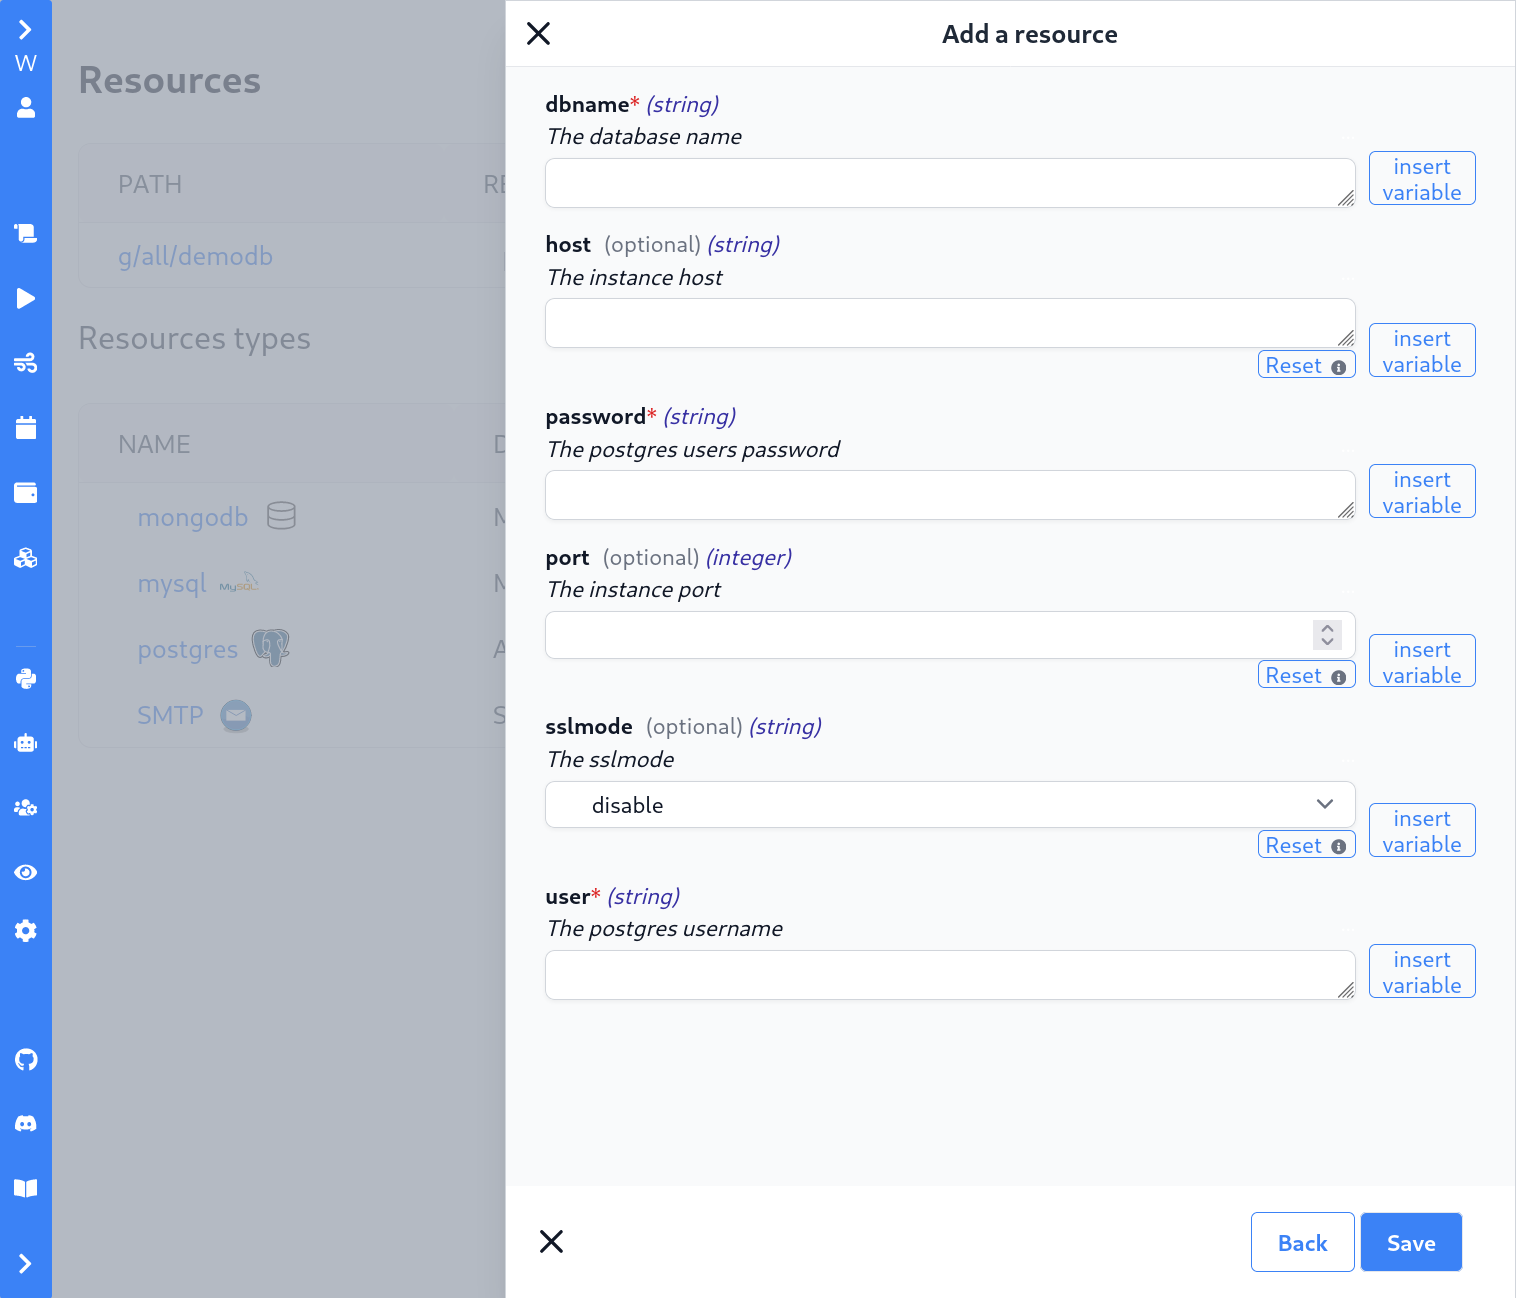 W
Resources
PATH
RE
g/all/demodb
Resources types
NAME
D
mongodb
M
mysql
MySQL
M
postgres
A
SMTP
S
Add a resource
dbname* (string)
The database name
insert
variable
host (optional) (string)
The instance host
Reset
insert
variable
password* (string)
The postgres users password
insert
variable
port (optional) (integer)
The instance port
Reset
insert
variable
sslmode (optional) (string)
The sslmode
disable
Reset
insert
variable
user* (string)
The postgres username
insert
variable
Back
Save